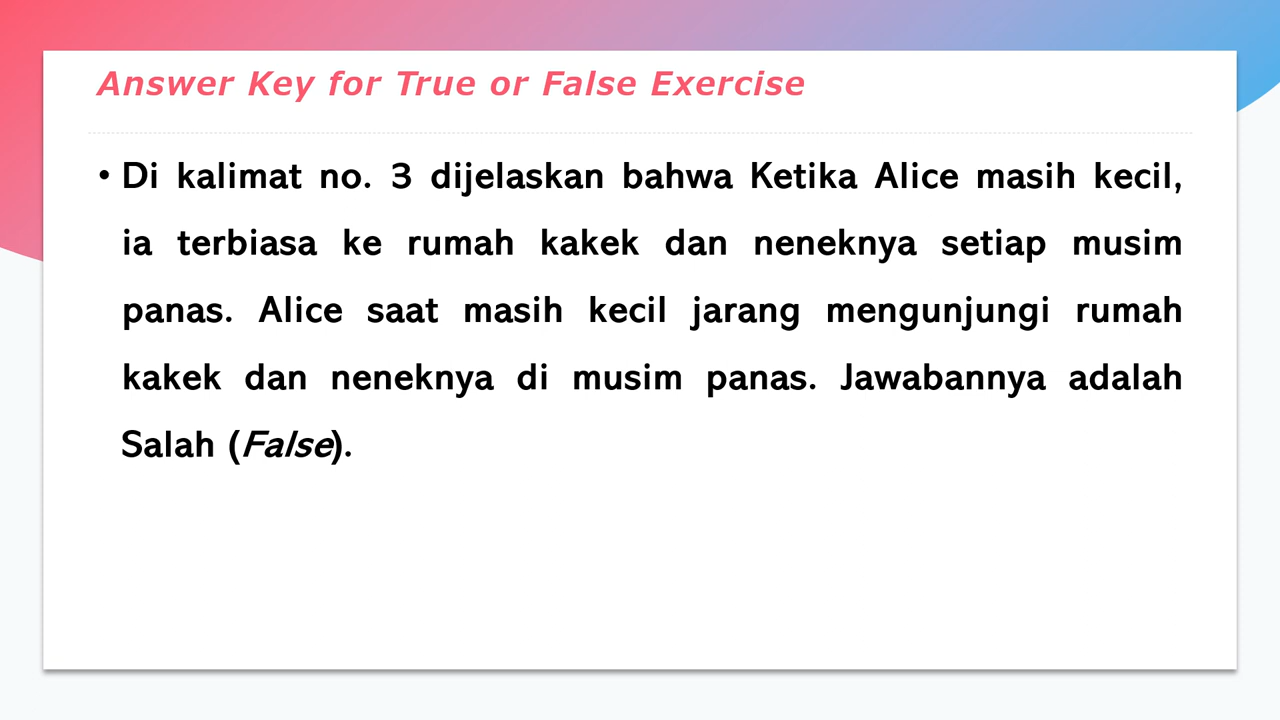 Answer Key for True or False Exercise
• Di kalimat no. 3 dijelaskan bahwa Ketika Alice masih kecil,
ia terbiasa ke rumah kakek dan neneknya setiap musim
panas. Alice saat masih kecil jarang mengunjungi rumah
kakek dan neneknya di musim panas. Jawabannya adalah
Salah (False).